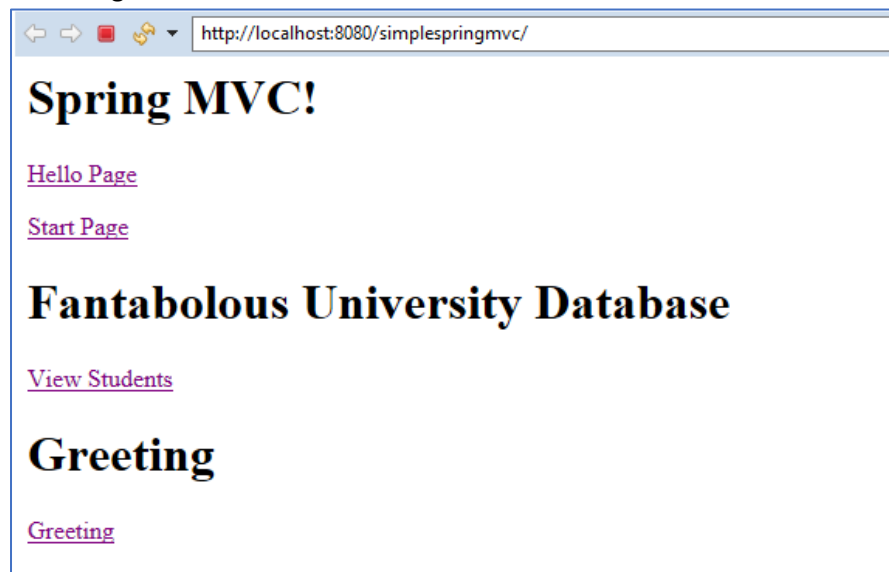 http://localhost:8080/simplespringmvc/
Spring MVC!
Hello Page
Start Page
Fantabolous University Database
View Students
Greeting
Greeting